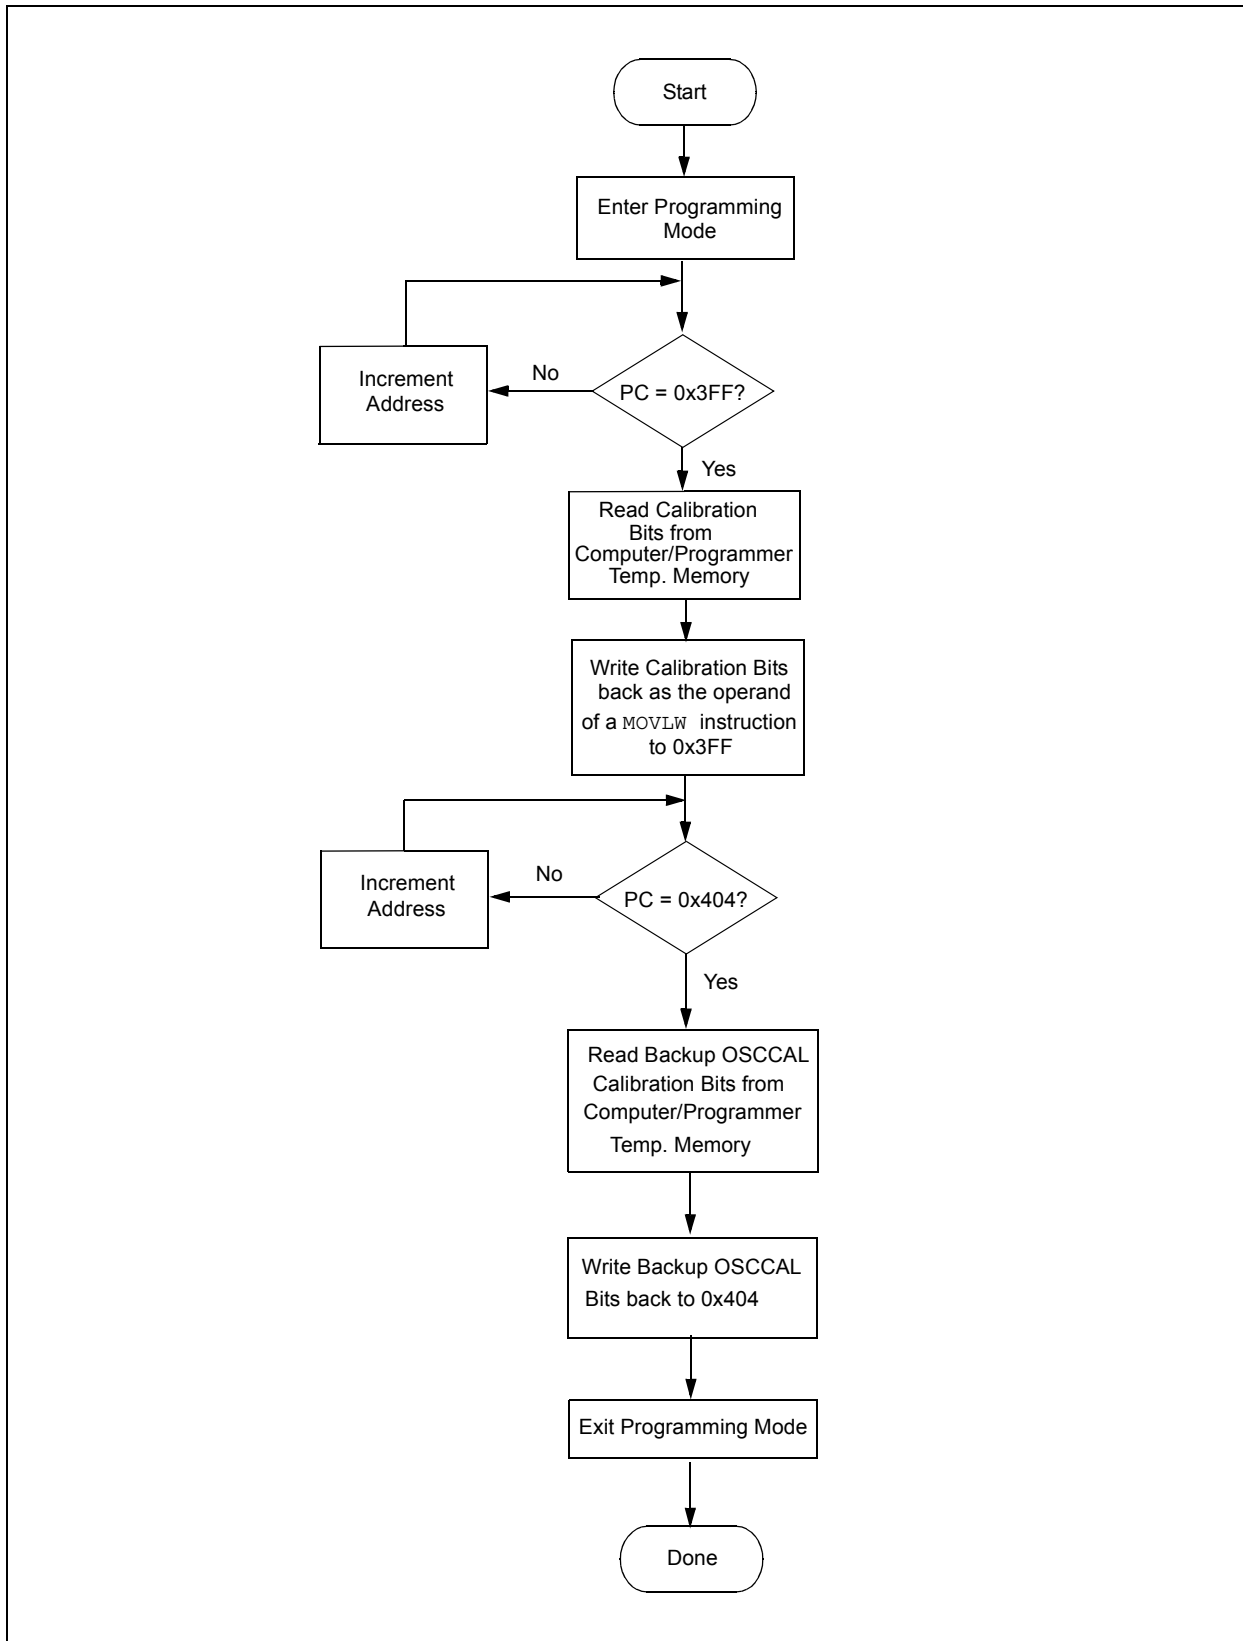 Start
Enter Programming
Mode
PC = 0x3FF?
No
Increment
Address
Yes
Read Calibration
Bits from
Computer/Programmer
Temp. Memory
Write Calibration Bits
back as the operand
of a MOVLW instruction
to 0x3FF
PC = 0x404?
No
Increment
Address
Yes
Read Backup OSCCAL
Calibration Bits from
Computer/Programmer
Temp. Memory
Write Backup OSCCAL
Bits back to 0x404
Exit Programming Mode
Done